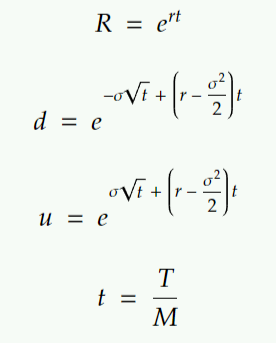 R = e^{rt}
d = e^{-σ√t + (r − σ²/2)t}
u = e^{σ√t + (r − σ²/2)t}
t = T/M